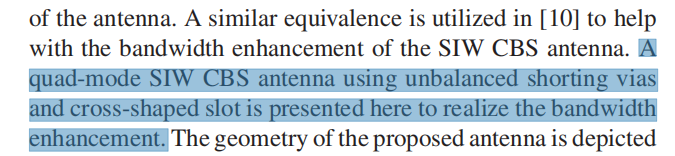 of the antenna. A similar equivalence is utilized in [10] to help
with the bandwidth enhancement of the SIW CBS antenna. A
quad-mode SIW CBS antenna using unbalanced shorting vias
and cross-shaped slot is presented here to realize the bandwidth
enhancement. The geometry of the proposed antenna is depicted